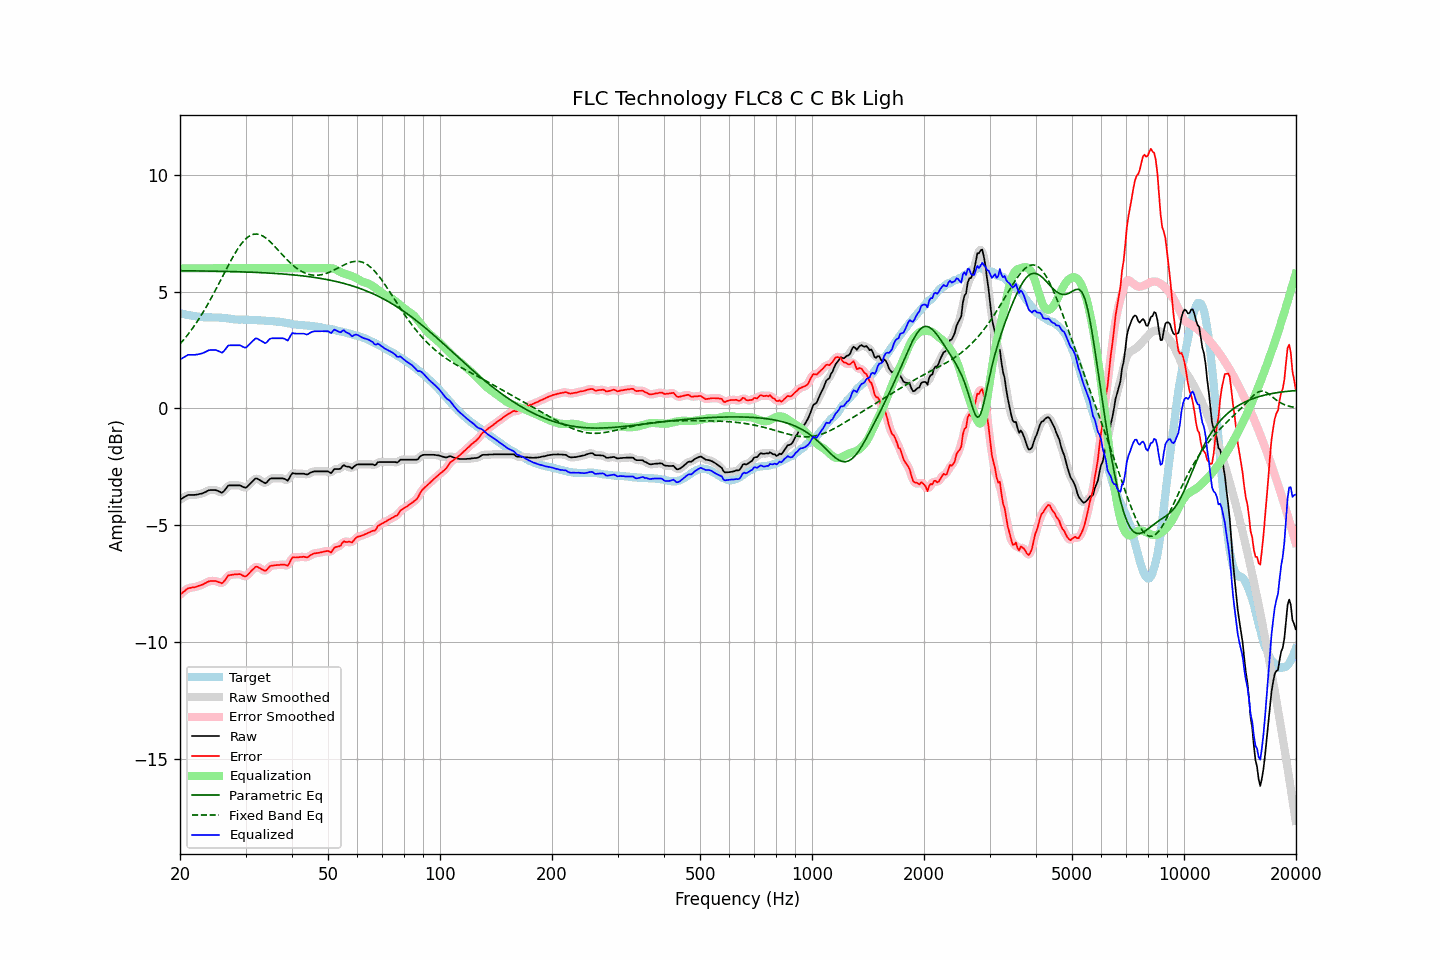 FLC Technology FLC8 C C Bk Ligh
Amplitude (dBr)
10
5
0
−5
−10
−15
Target
Raw Smoothed
Error Smoothed
Raw
Error
Equalization
Parametric Eq
Fixed Band Eq
Equalized
20 50 100 200 500 1000 2000 5000 10000 20000
Frequency (Hz)